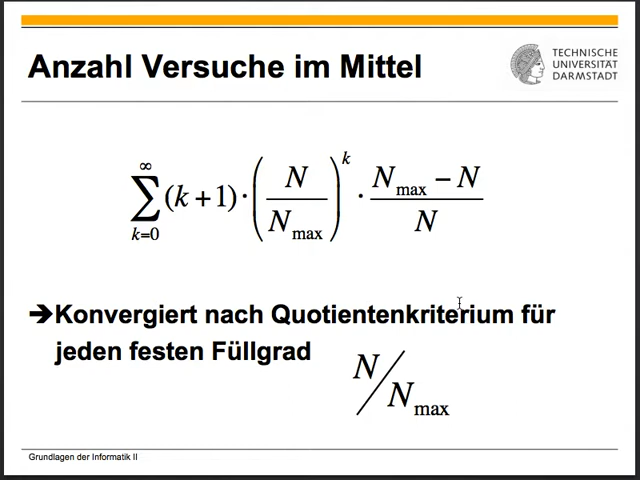 Anzahl Versuche im Mittel
TECHNISCHE
UNIVERSITÄT
DARMSTADT
∑_{k=0}^{∞} (k+1)·(N/N_max)^k · (N_max − N)/N
➔Konvergiert nach Quotientenkriterium für
jeden festen Füllgrad
N/N_max
Grundlagen der Informatik II